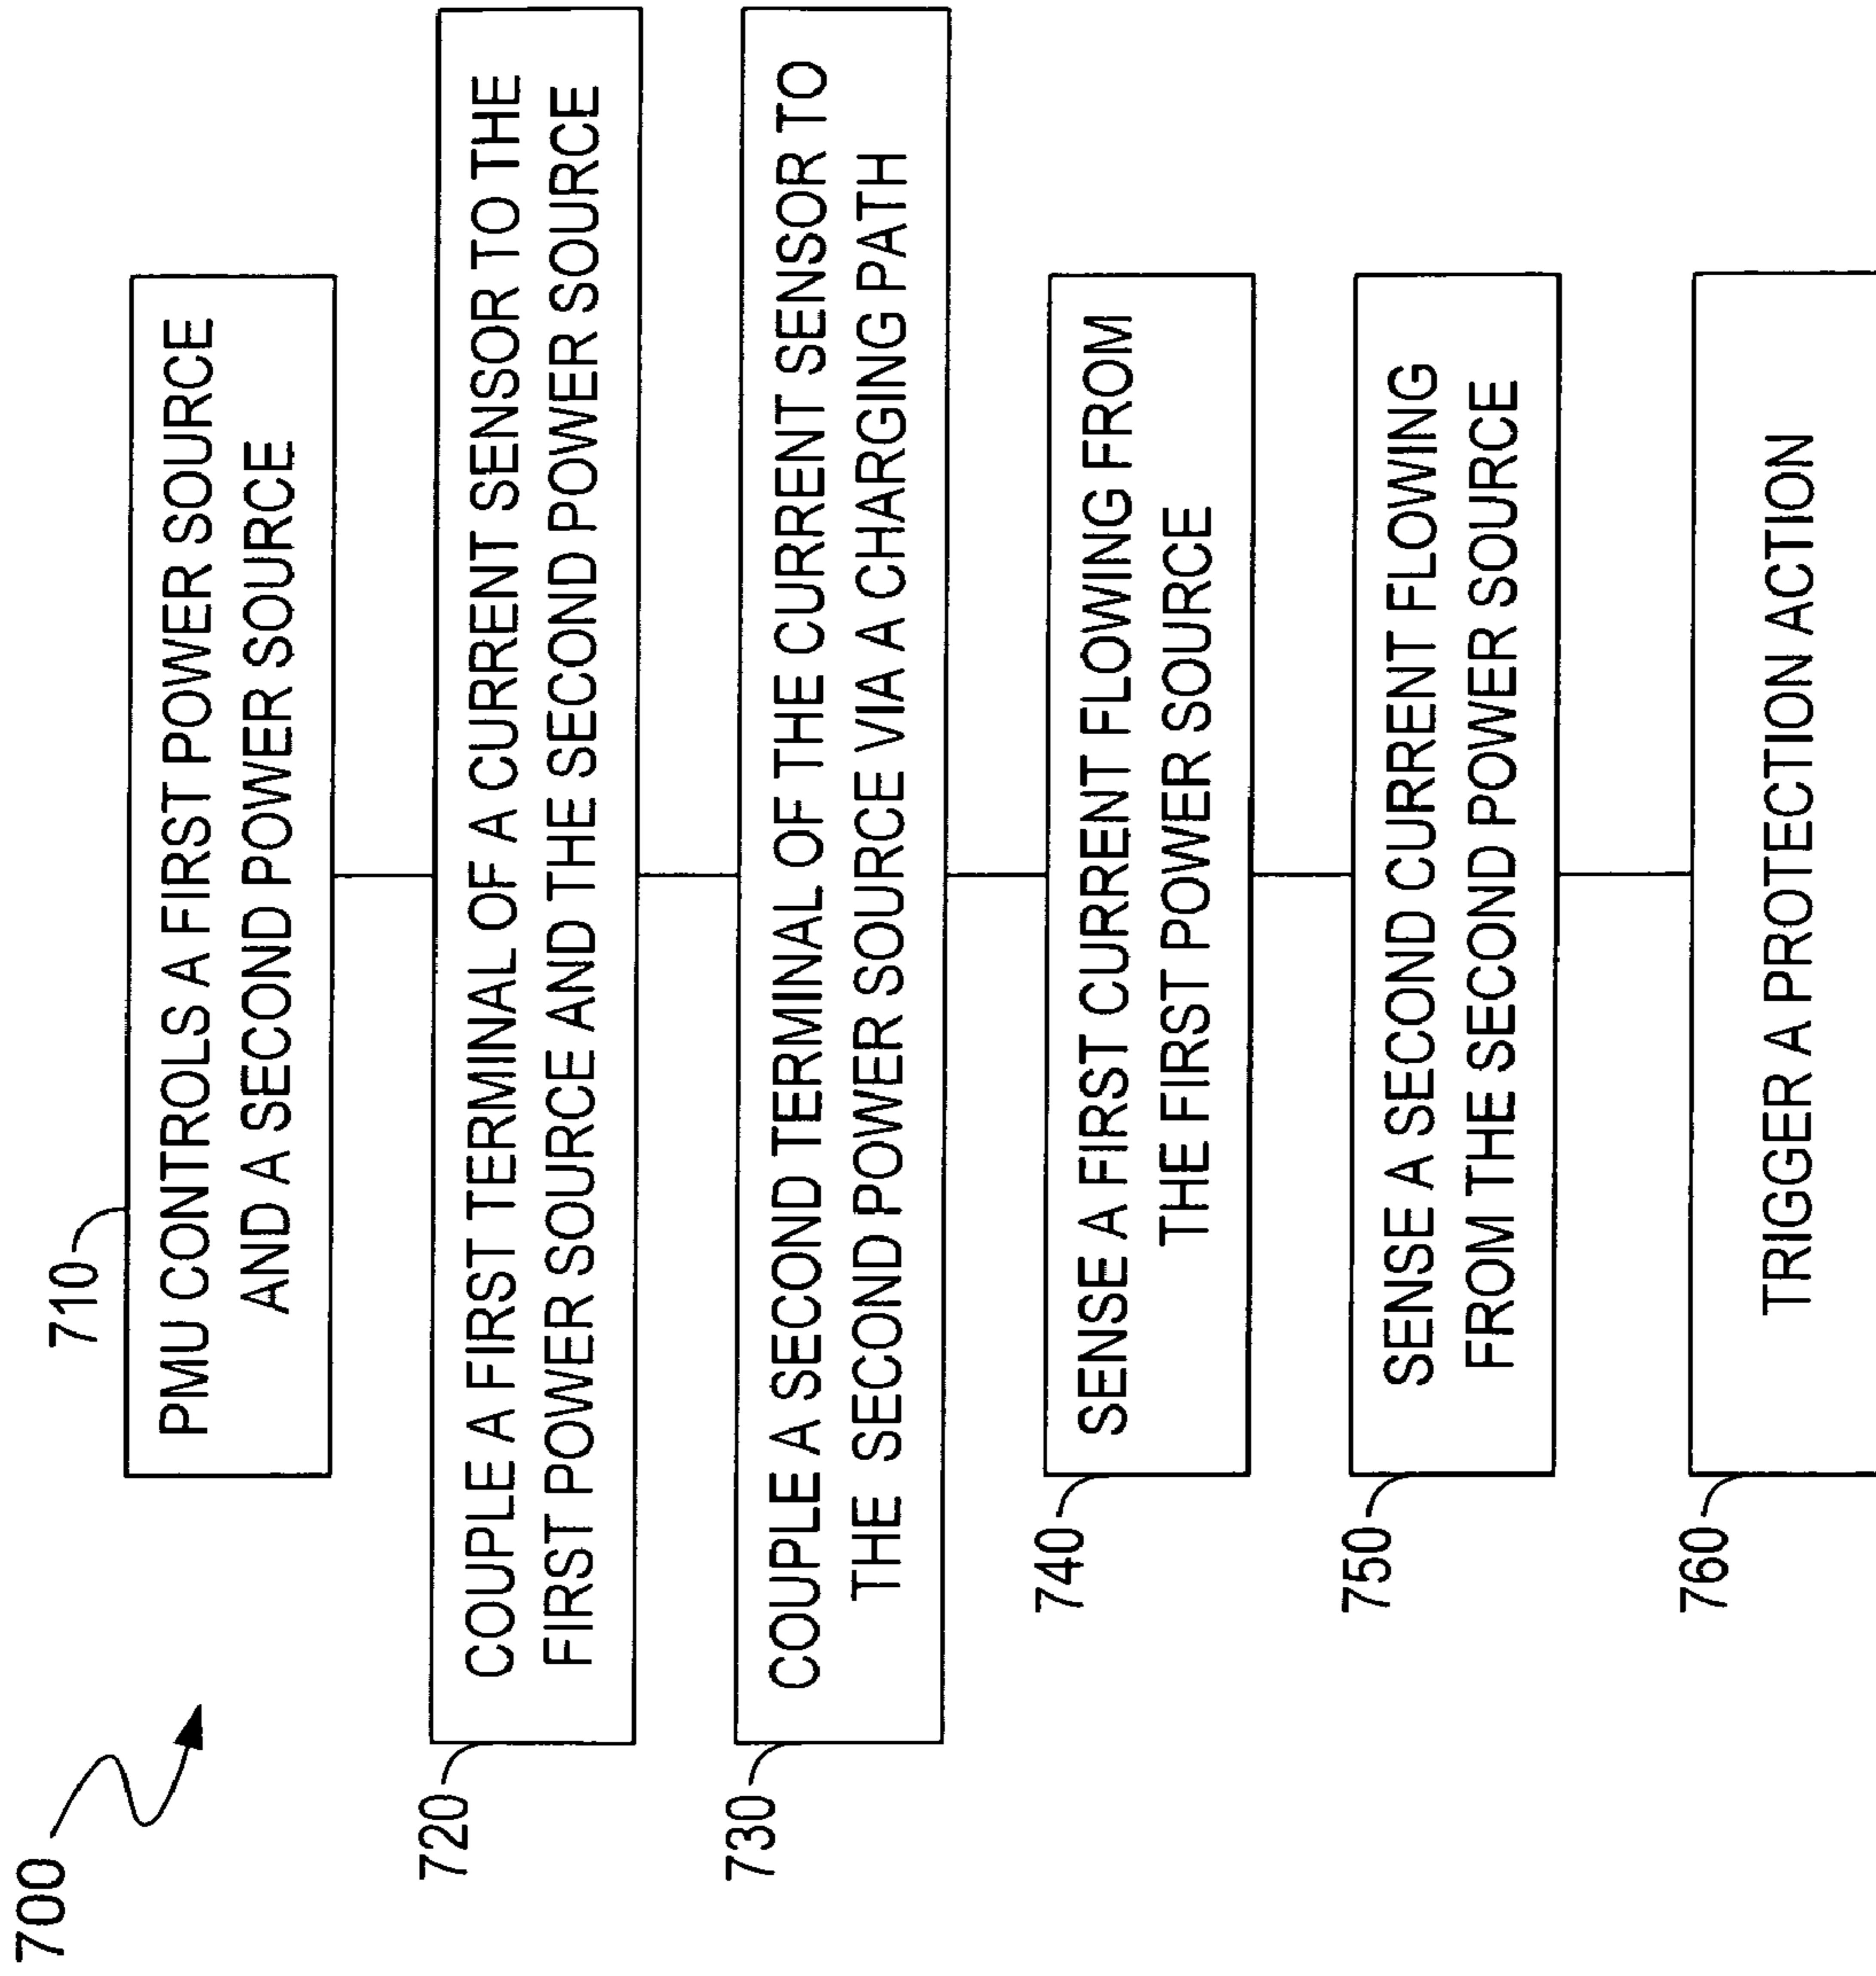 700
710
PMU CONTROLS A FIRST POWER SOURCE
AND A SECOND POWER SOURCE
720
COUPLE A FIRST TERMINAL OF A CURRENT SENSOR TO THE
FIRST POWER SOURCE AND THE SECOND POWER SOURCE
730
COUPLE A SECOND TERMINAL OF THE CURRENT SENSOR TO
THE SECOND POWER SOURCE VIA A CHARGING PATH
740
SENSE A FIRST CURRENT FLOWING FROM
THE FIRST POWER SOURCE
750
SENSE A SECOND CURRENT FLOWING
FROM THE SECOND POWER SOURCE
760
TRIGGER A PROTECTION ACTION